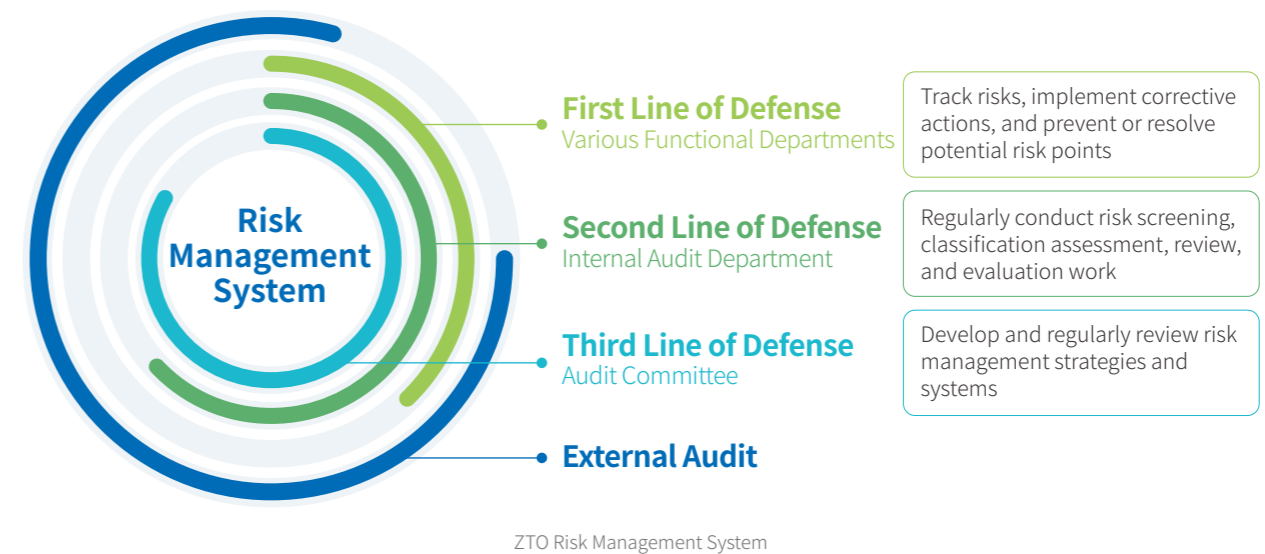 Risk
Management
System
First Line of Defense
Various Functional Departments
Track risks, implement corrective
actions, and prevent or resolve
potential risk points
Second Line of Defense
Internal Audit Department
Regularly conduct risk screening,
classification assessment, review,
and evaluation work
Third Line of Defense
Audit Committee
Develop and regularly review risk
management strategies and
systems
External Audit
ZTO Risk Management System